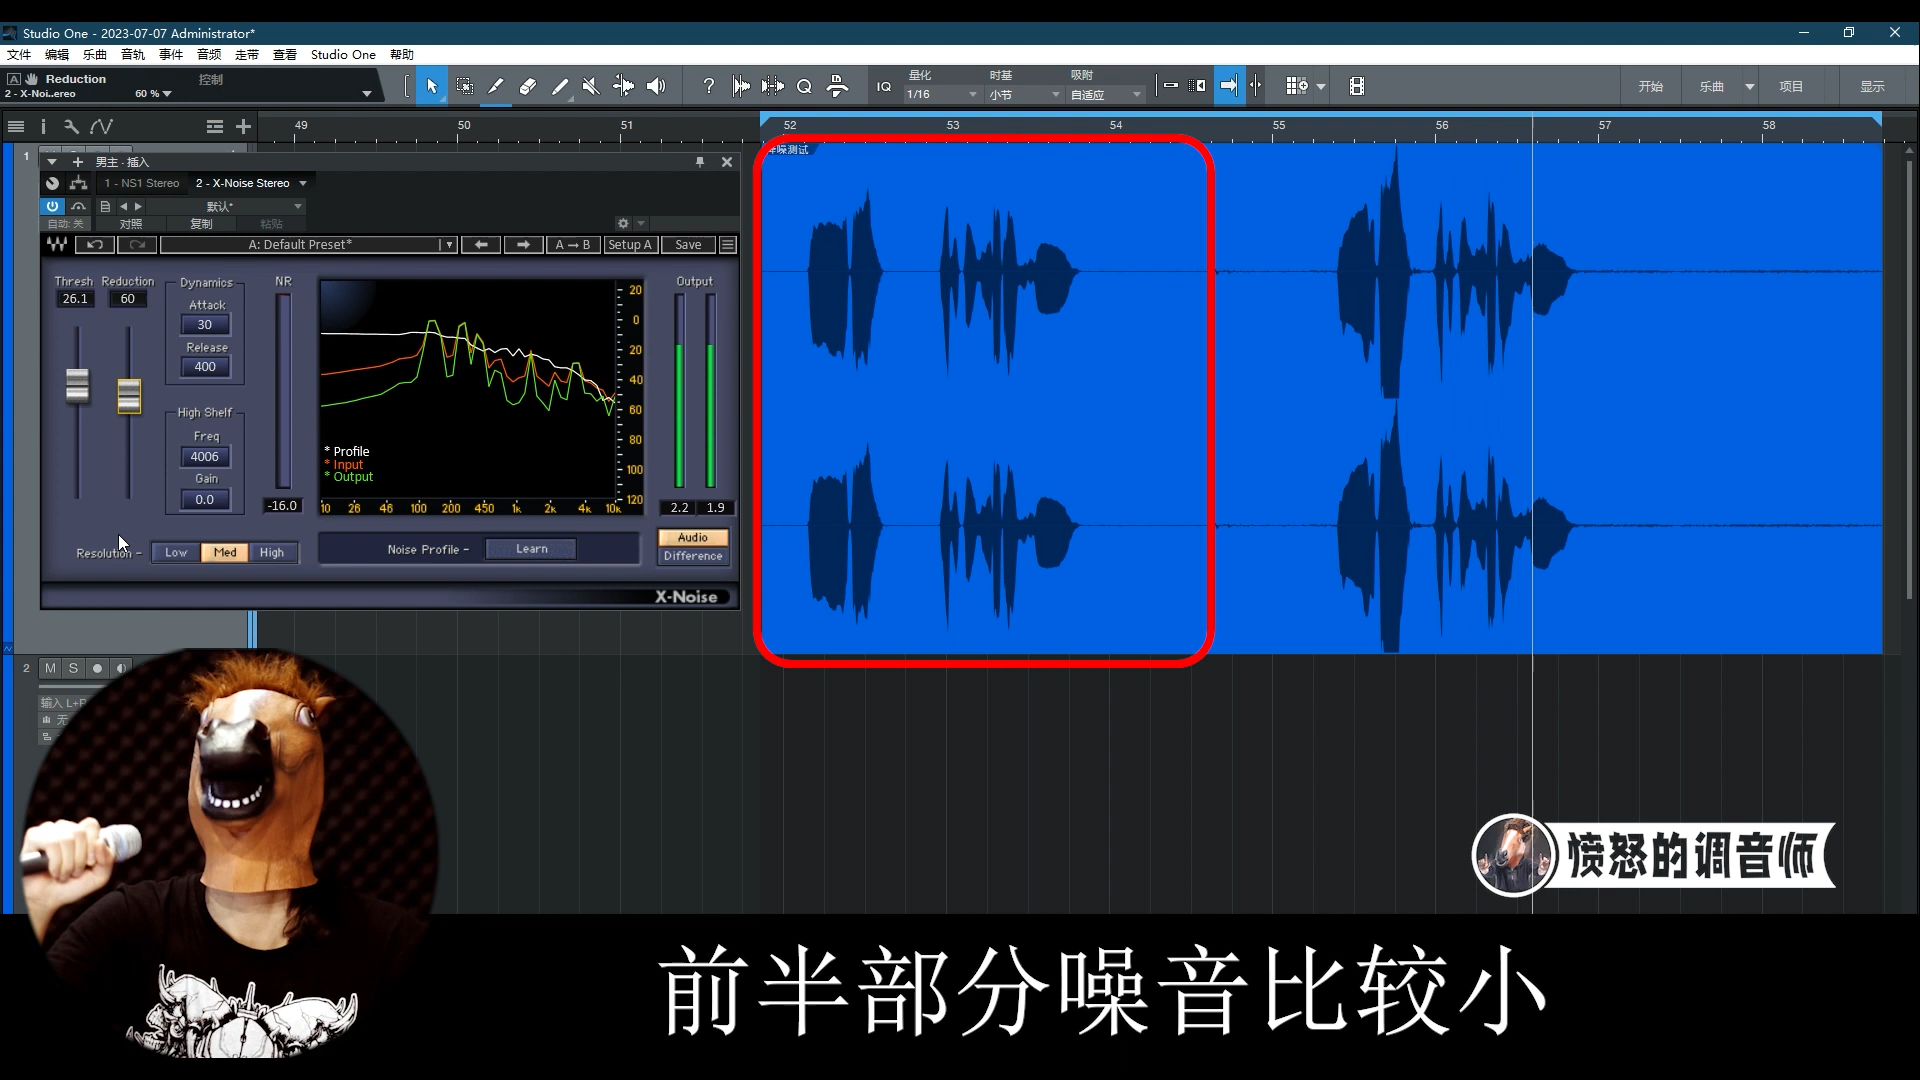 Studio One - 2023-07-07 Administrator*
文件 编辑 乐曲 音轨 事件 音频 走带 查看 Studio One 帮助
Reduction 控制
2 - X-Noi..ereo 60 %
IQ 量化 时基 吸附
1/16 小节 自适应
开始 乐曲 项目 显示
49 50 51 52 53 54 55 56 57 58
1
男主 - 插入
1 - NS1 Stereo 2 - X-Noise Stereo
默认*
自动: 关 对照 复制 粘贴
A: Default Preset* A → B Setup A Save
Thresh Reduction Dynamics NR Output
26.1 60
Attack
30
Release
400
High Shelf
Freq
4006
Gain
0.0
-16.0
20
0
20
40
60
80
100
120
* Profile
* Input
* Output
10 26 46 100 200 450 1k 2k 4k 10k
2.2 1.9
Resolution - Low Med High
Noise Profile - Learn
Audio
Difference
X-Noise
噪测试
2 M S
输入 L+R
无
愤怒的调音师
前半部分噪音比较小